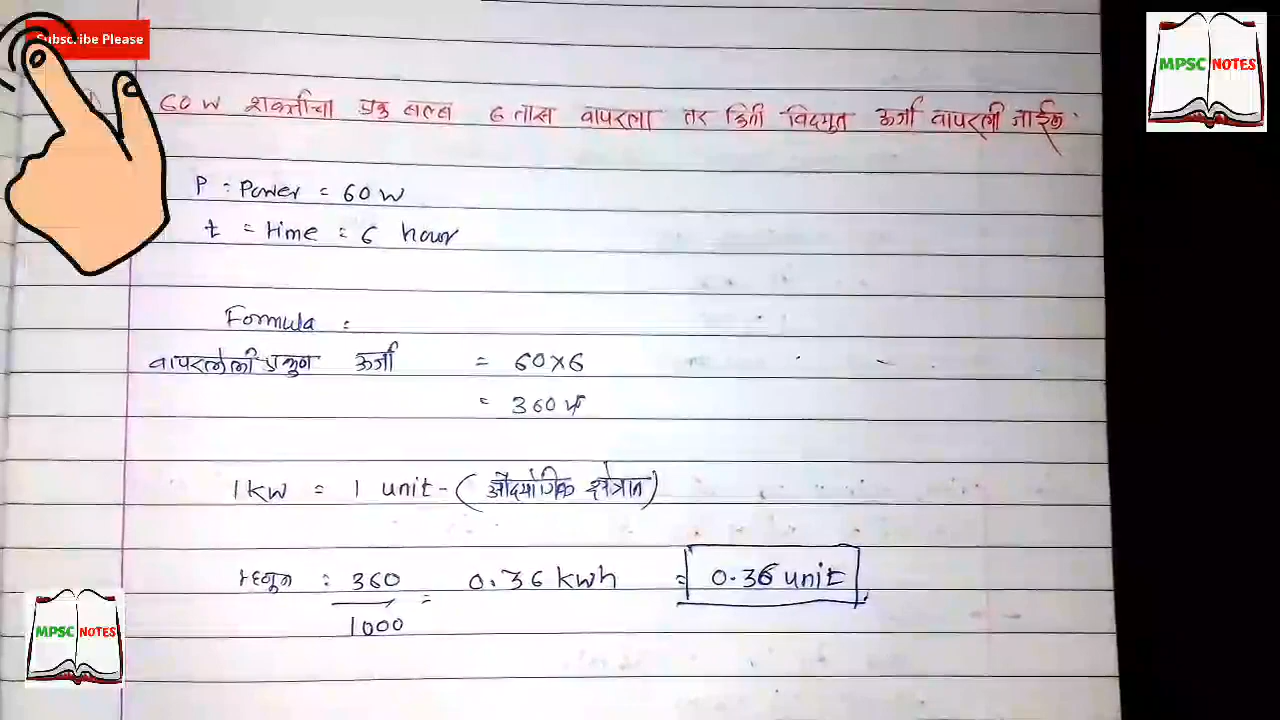 Subscribe Please
MPSC NOTES
60 W शक्तीचा एक बल्ब 6 तास वापरला तर किती विद्युत ऊर्जा वापरली जाईल
P = Power = 60 W
t = time = 6 hour
Formula :
वापरलेली एकुण ऊर्जा = 60×6
= 360 W
1 kW = 1 unit - (औद्योगिक क्षेत्रात)
म्हणून = 360 = 0.36 kwh = 0.36 unit
1000
MPSC NOTES